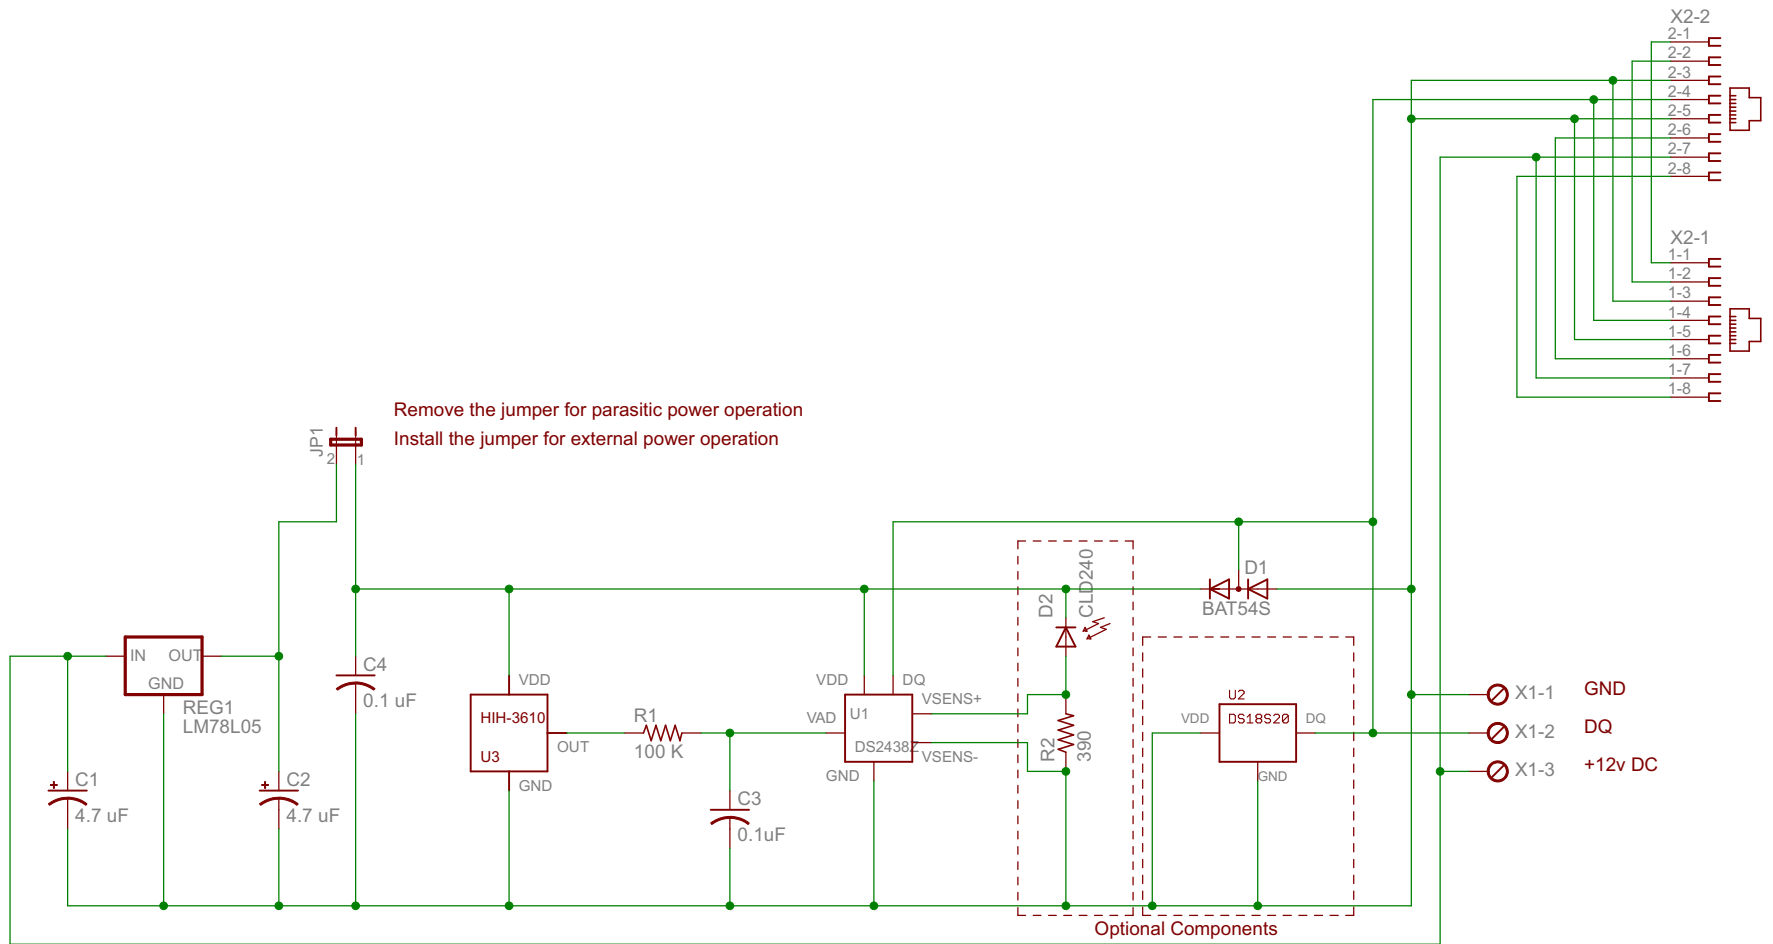 X2-2
2-1
2-2
2-3
2-4
2-5
2-6
2-7
2-8
X2-1
1-1
1-2
1-3
1-4
1-5
1-6
1-7
1-8
Remove the jumper for parasitic power operation
Install the jumper for external power operation
JP1
2
1
IN
OUT
GND
REG1
LM78L05
C4
0.1 uF
C1
4.7 uF
C2
4.7 uF
VDD
HIH-3610
U3
OUT
GND
R1
100 K
C3
0.1uF
VDD
DQ
VAD
U1
DS2438Z
GND
VSENS+
VSENS-
D2
CLD240
R2
390
D1
BAT54S
U2
VDD
DS18S20
DQ
GND
Optional Components
X1-1
GND
X1-2
DQ
X1-3
+12v DC